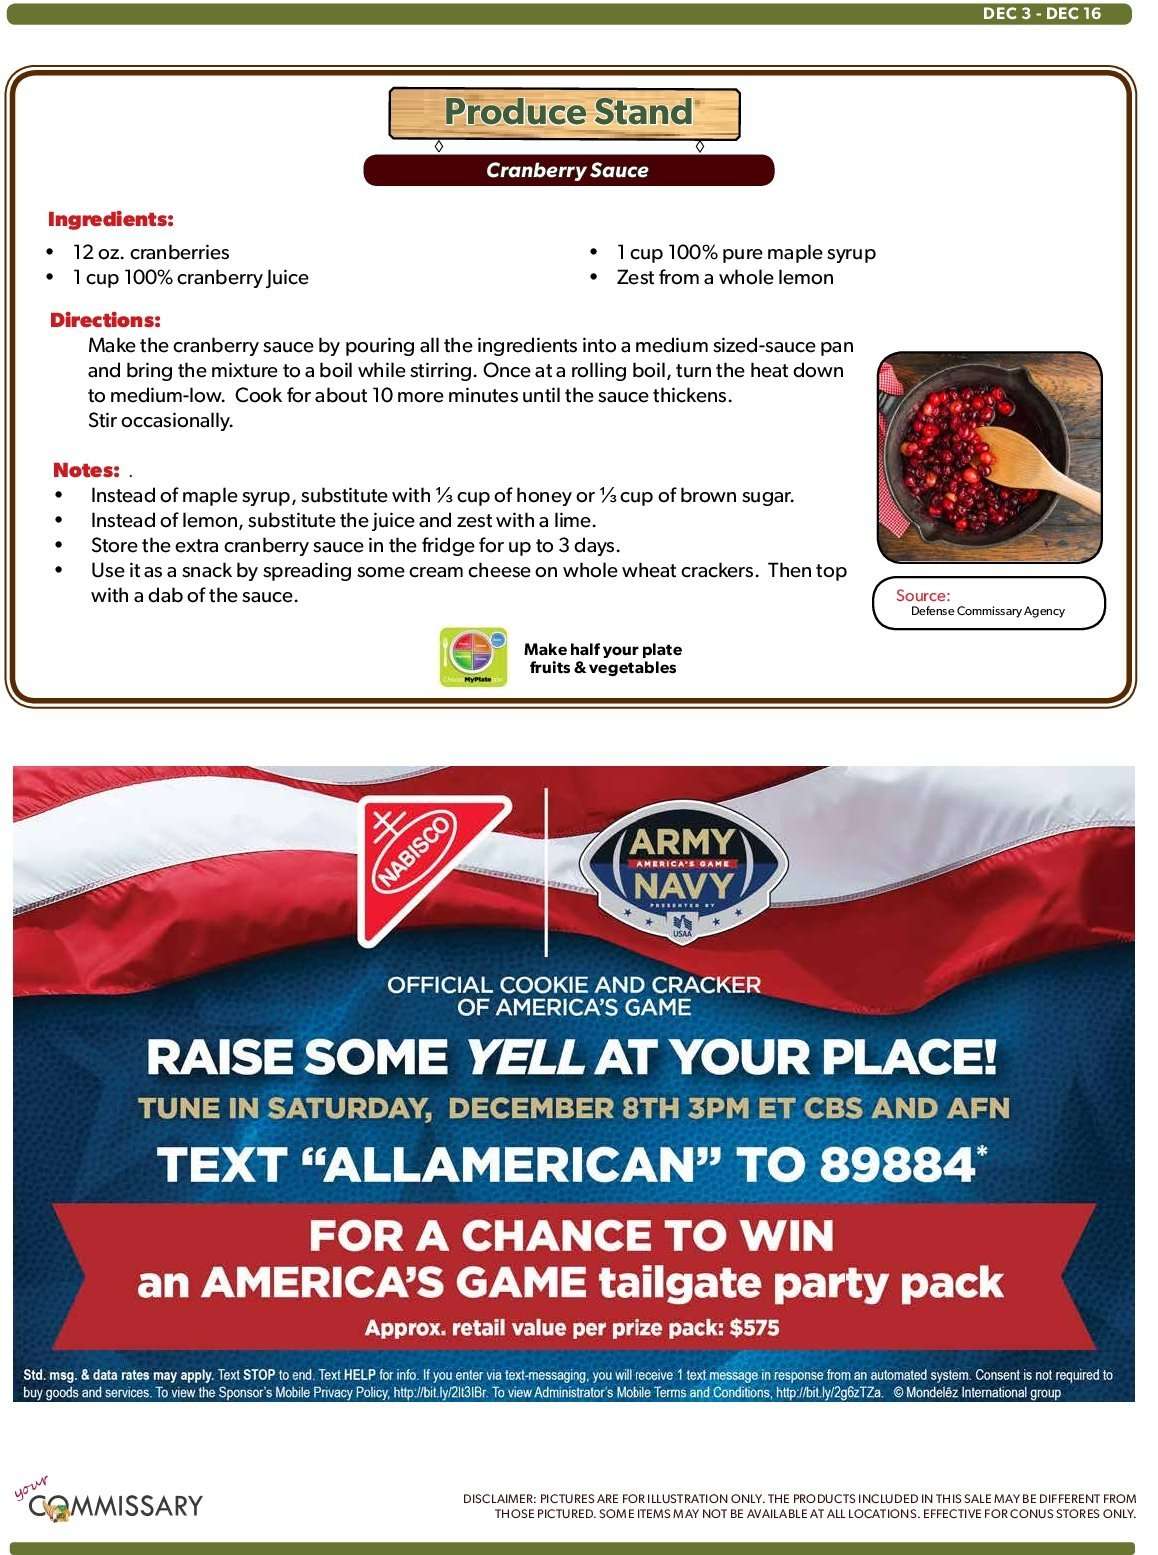 DEC 3 - DEC 16
Produce Stand
Cranberry Sauce
Ingredients:
• 12 oz. cranberries
• 1 cup 100% cranberry Juice
• 1 cup 100% pure maple syrup
• Zest from a whole lemon
Directions:
Make the cranberry sauce by pouring all the ingredients into a medium sized-sauce pan
and bring the mixture to a boil while stirring. Once at a rolling boil, turn the heat down
to medium-low. Cook for about 10 more minutes until the sauce thickens.
Stir occasionally.
Notes: .
• Instead of maple syrup, substitute with ⅓ cup of honey or ⅓ cup of brown sugar.
• Instead of lemon, substitute the juice and zest with a lime.
• Store the extra cranberry sauce in the fridge for up to 3 days.
• Use it as a snack by spreading some cream cheese on whole wheat crackers. Then top
with a dab of the sauce.
Source:
Defense Commissary Agency
MyPlate
Make half your plate
fruits & vegetables
NABISCO
ARMY
AMERICA'S GAME
NAVY
PRESENTED BY
USAA
OFFICIAL COOKIE AND CRACKER
OF AMERICA'S GAME
RAISE SOME YELL AT YOUR PLACE!
TUNE IN SATURDAY, DECEMBER 8TH 3PM ET CBS AND AFN
TEXT “ALLAMERICAN” TO 89884*
FOR A CHANCE TO WIN
an AMERICA'S GAME tailgate party pack
Approx. retail value per prize pack: $575
Std. msg. & data rates may apply. Text STOP to end. Text HELP for info. If you enter via text-messaging, you will receive 1 text message in response from an automated system. Consent is not required to
buy goods and services. To view the Sponsor's Mobile Privacy Policy, http://bit.ly/2It3IBr. To view Administrator's Mobile Terms and Conditions, http://bit.ly/2g6zTZa. © Mondelēz International group
your
COMMISSARY
DISCLAIMER: PICTURES ARE FOR ILLUSTRATION ONLY. THE PRODUCTS INCLUDED IN THIS SALE MAY BE DIFFERENT FROM
THOSE PICTURED. SOME ITEMS MAY NOT BE AVAILABLE AT ALL LOCATIONS. EFFECTIVE FOR CONUS STORES ONLY.